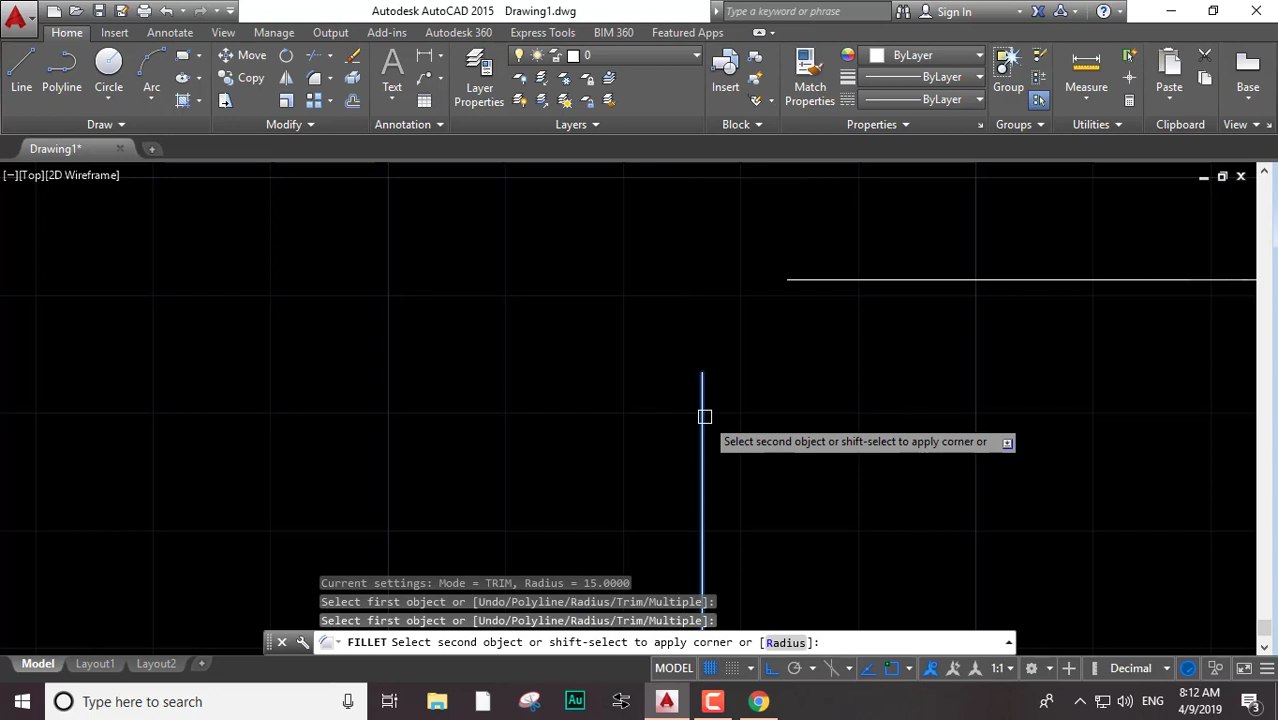 Autodesk AutoCAD 2015 Drawing1.dwg
Type a keyword or phrase
Sign In
Home Insert Annotate View Manage Output Add-ins Autodesk 360 Express Tools BIM 360 Featured Apps
Line Polyline Circle Arc
Move
Copy
Text
Layer
Properties
0
Insert
Match
Properties
ByLayer
ByLayer
ByLayer
Group
Measure
Paste
Base
Draw Modify Annotation Layers Block Properties Groups Utilities Clipboard View
Drawing1*
[−][Top][2D Wireframe]
Select second object or shift-select to apply corner or
Current settings: Mode = TRIM, Radius = 15.0000
Select first object or [Undo/Polyline/Radius/Trim/Multiple]:
Select first object or [Undo/Polyline/Radius/Trim/Multiple]:
FILLET Select second object or shift-select to apply corner or [Radius]:
Model Layout1 Layout2
MODEL 1:1 Decimal
Type here to search
Au
ENG
8:12 AM
4/9/2019
3